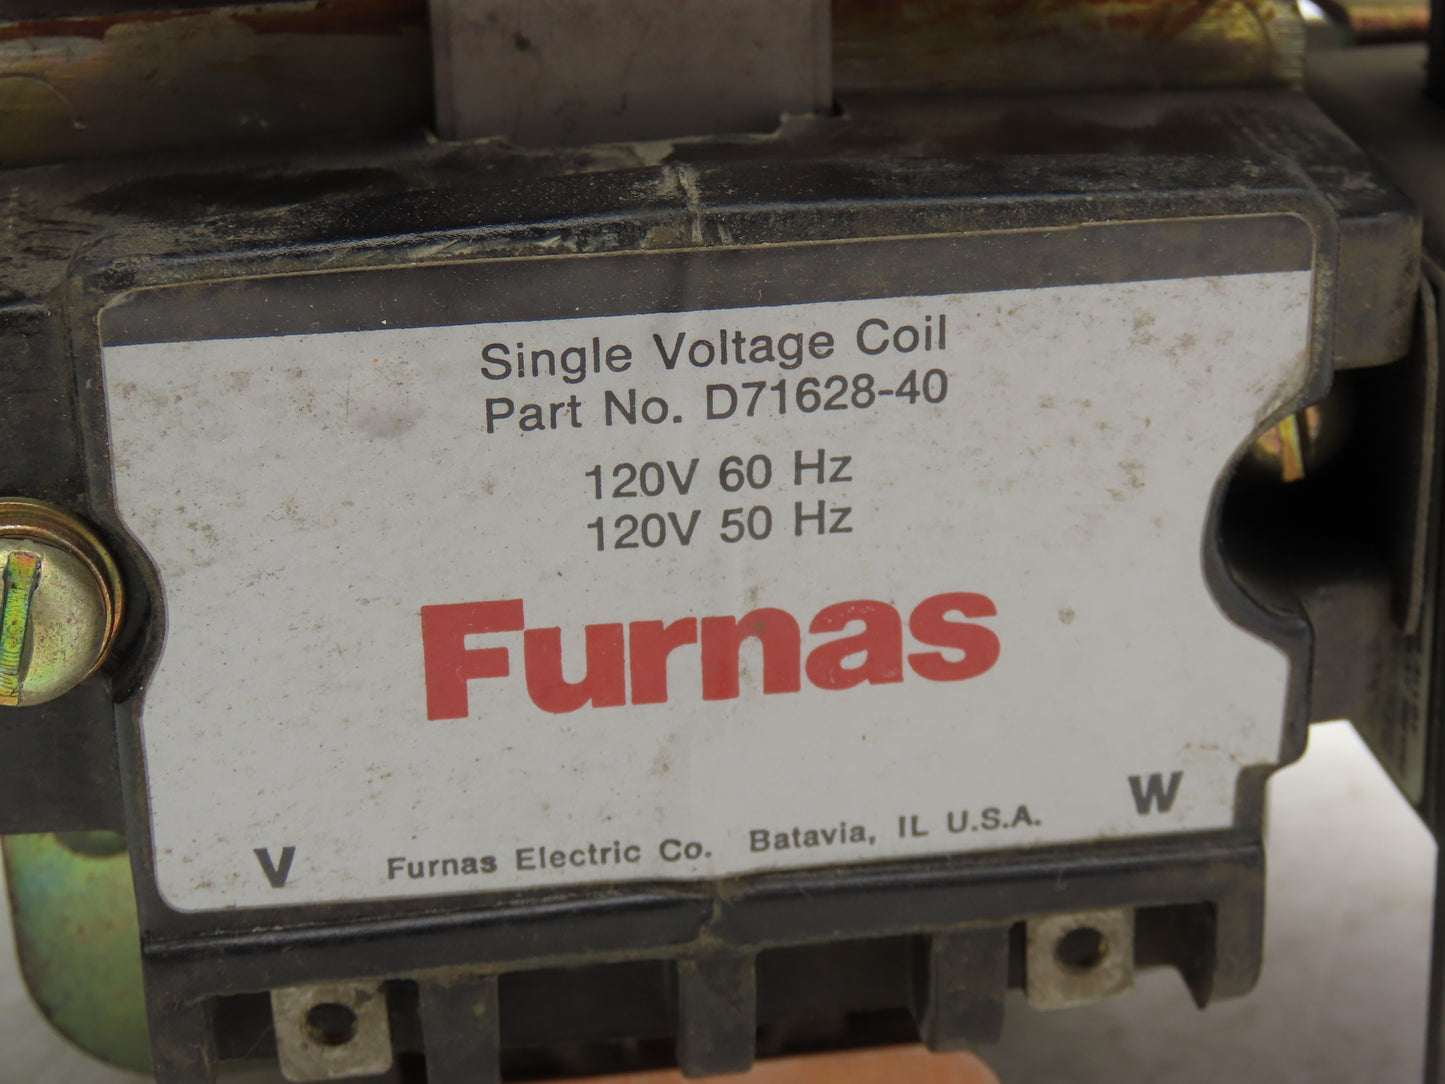 Single Voltage Coil
Part No. D71628-40
120V 60 Hz
120V 50 Hz
Furnas
V
W
Furnas Electric Co. Batavia, IL U.S.A.